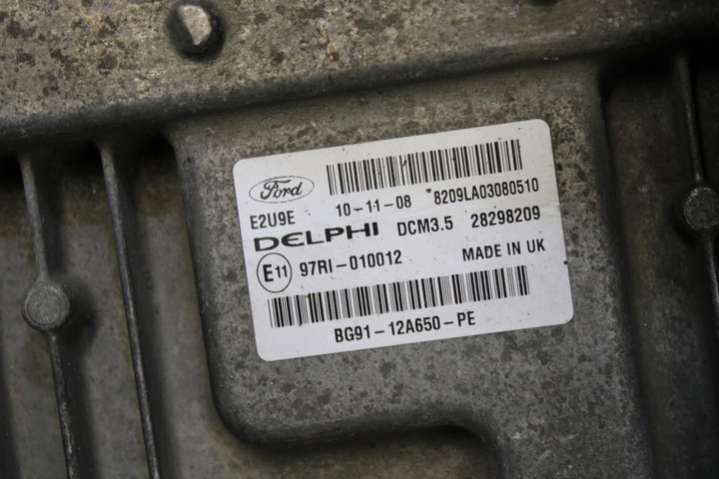 Ford
E2U9E 10-11-08 *8209LA03080510
DELPHI DCM3.5 28298209
E11 97RI-010012 MADE IN UK
BG91-12A650-PE